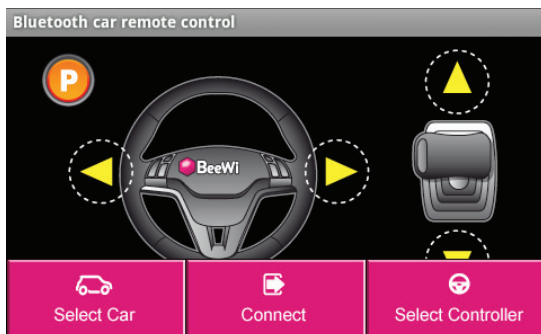 Bluetooth car remote control
P
BeeWi
Select Car
Connect
Select Controller